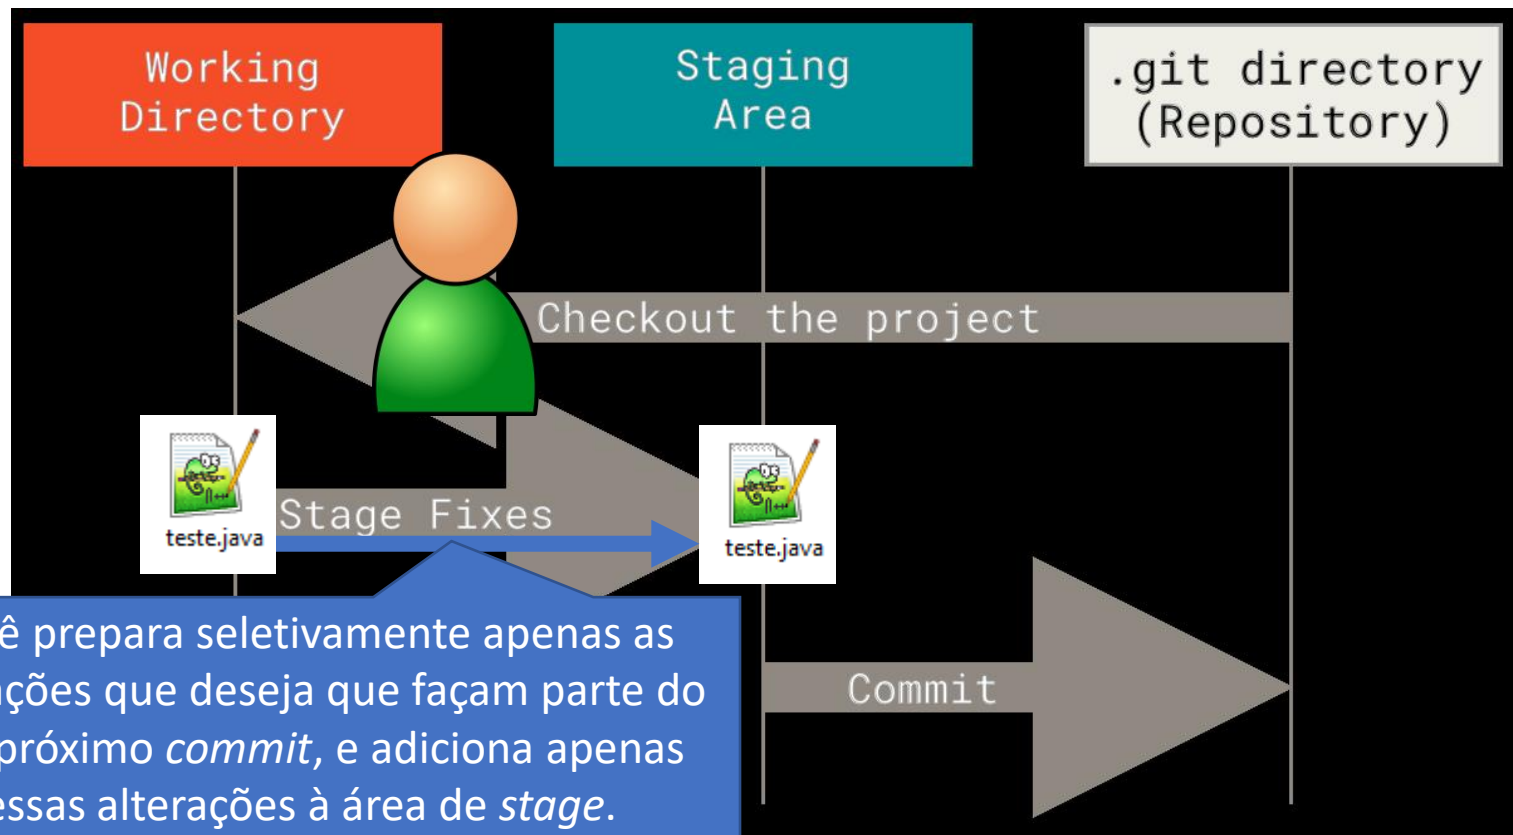 Working
Directory
Staging
Area
.git directory
(Repository)
Checkout the project
teste.java
Stage Fixes
teste.java
ê prepara seletivamente apenas as
ações que deseja que façam parte do
próximo commit, e adiciona apenas
essas alterações à área de stage.
Commit